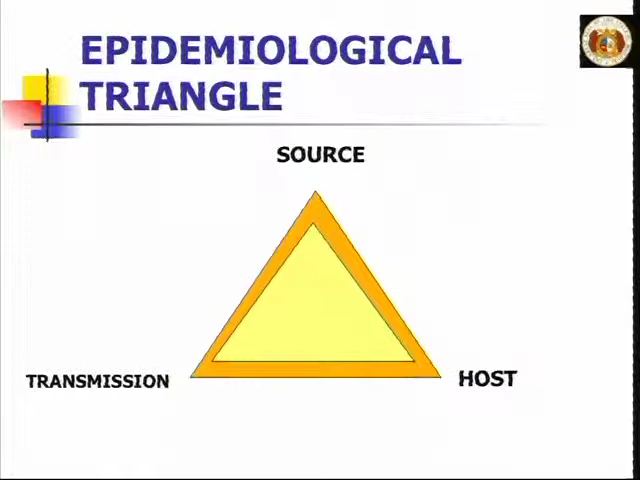 EPIDEMIOLOGICAL
TRIANGLE
SOURCE
TRANSMISSION
HOST